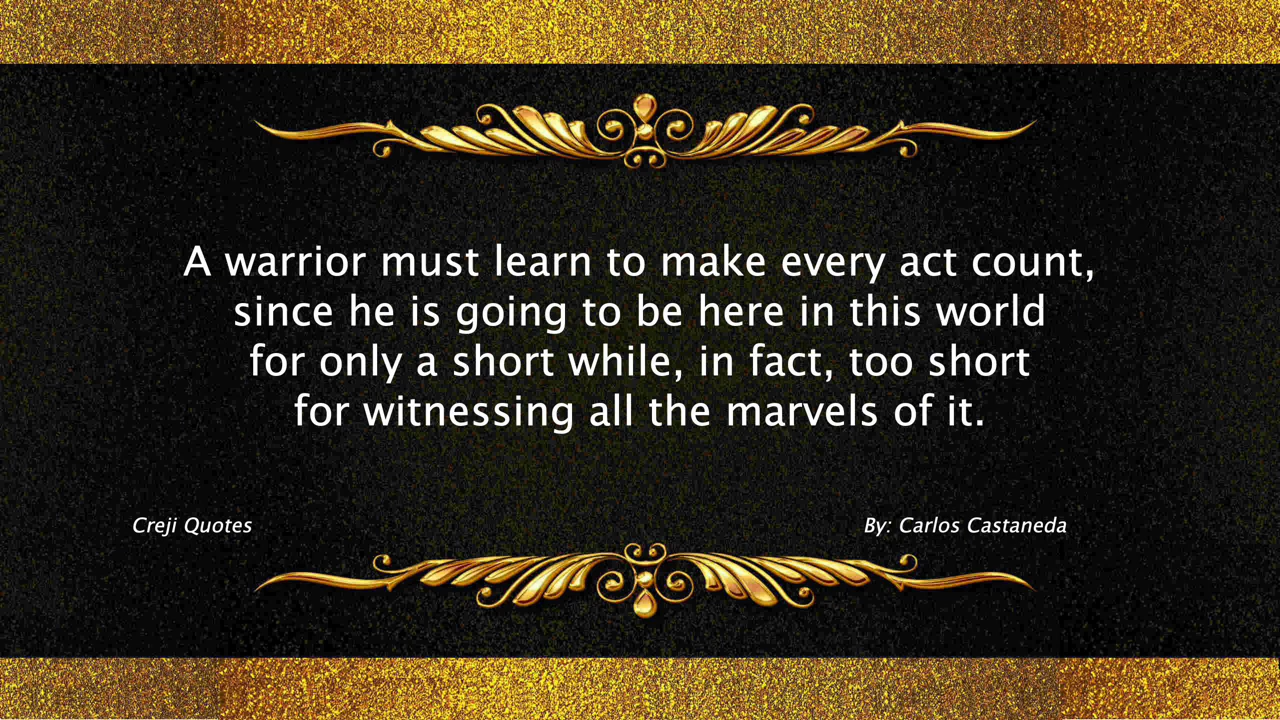 A warrior must learn to make every act count,
since he is going to be here in this world
for only a short while, in fact, too short
for witnessing all the marvels of it.
Creji Quotes
By: Carlos Castaneda